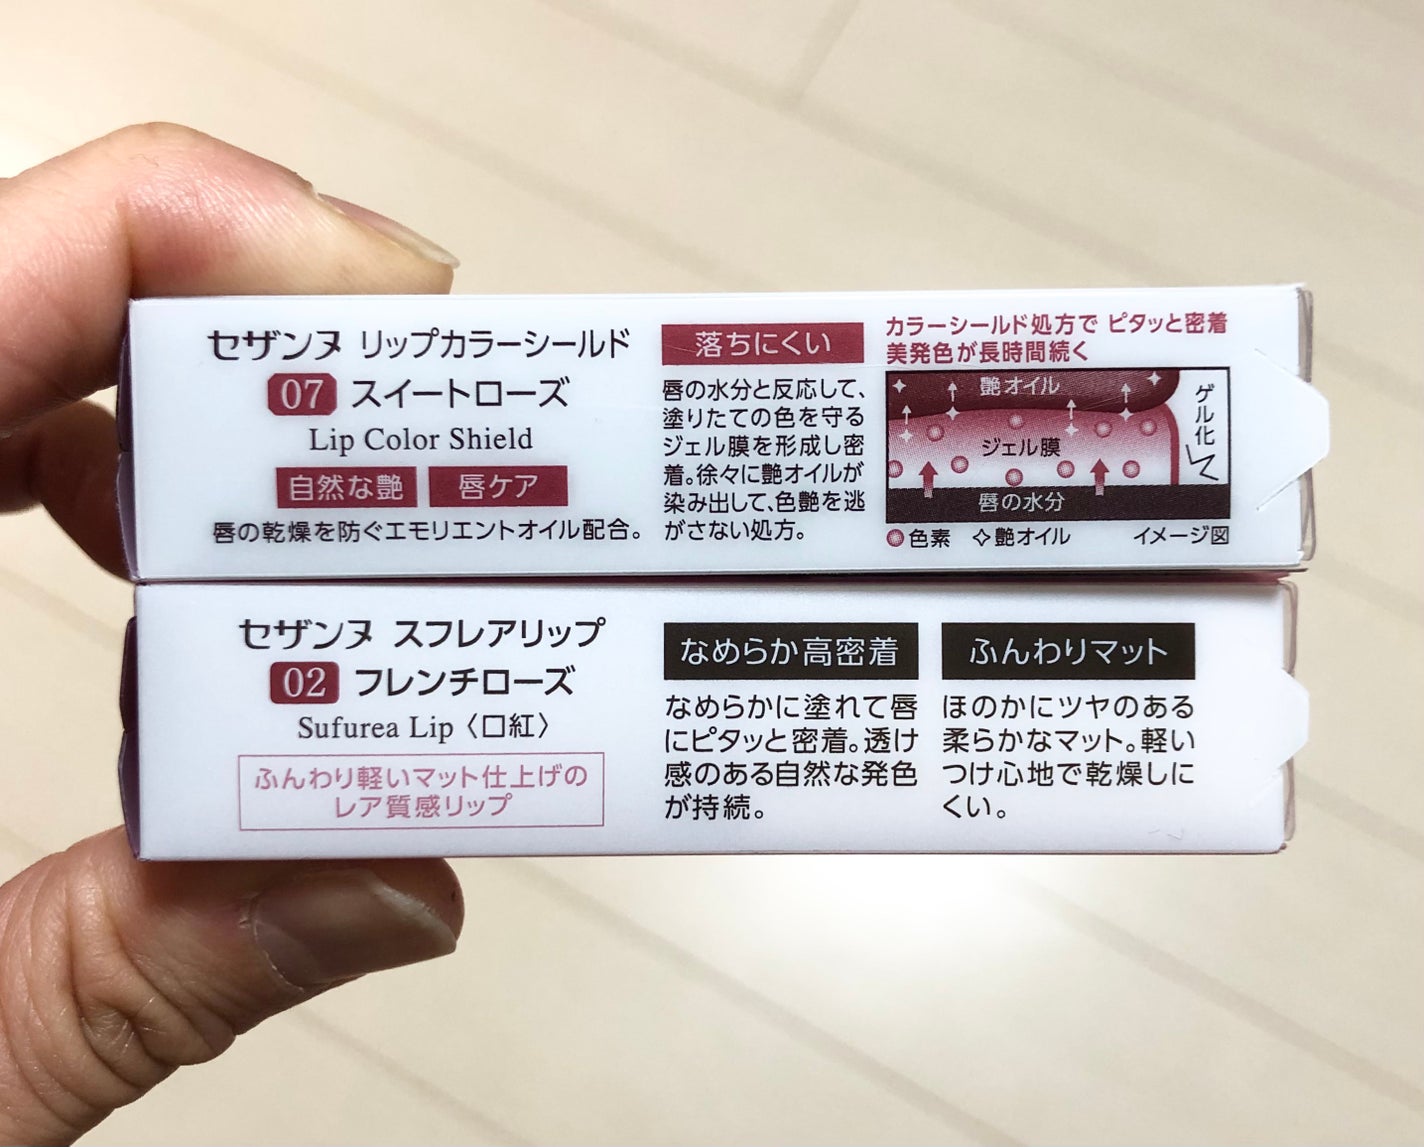 セザンヌ リップカラーシールド
07 スイートローズ
Lip Color Shield
自然な艶 唇ケア
唇の乾燥を防ぐエモリエントオイル配合。
落ちにくい
唇の水分と反応して、
塗りたての色を守る
ジェル膜を形成し密
着。徐々に艶オイルが
染み出して、色艶を逃
がさない処方。
カラーシールド処方で ピタッと密着
美発色が長時間続く
艶オイル
ジェル膜
唇の水分
ゲル化
色素 艶オイル イメージ図
セザンヌ スフレアリップ
02 フレンチローズ
Sufurea Lip〈口紅〉
ふんわり軽いマット仕上げの
レア質感リップ
なめらか高密着
なめらかに塗れて唇
にピタッと密着。透け
感のある自然な発色
が持続。
ふんわりマット
ほのかにツヤのある
柔らかなマット。軽い
つけ心地で乾燥しに
くい。